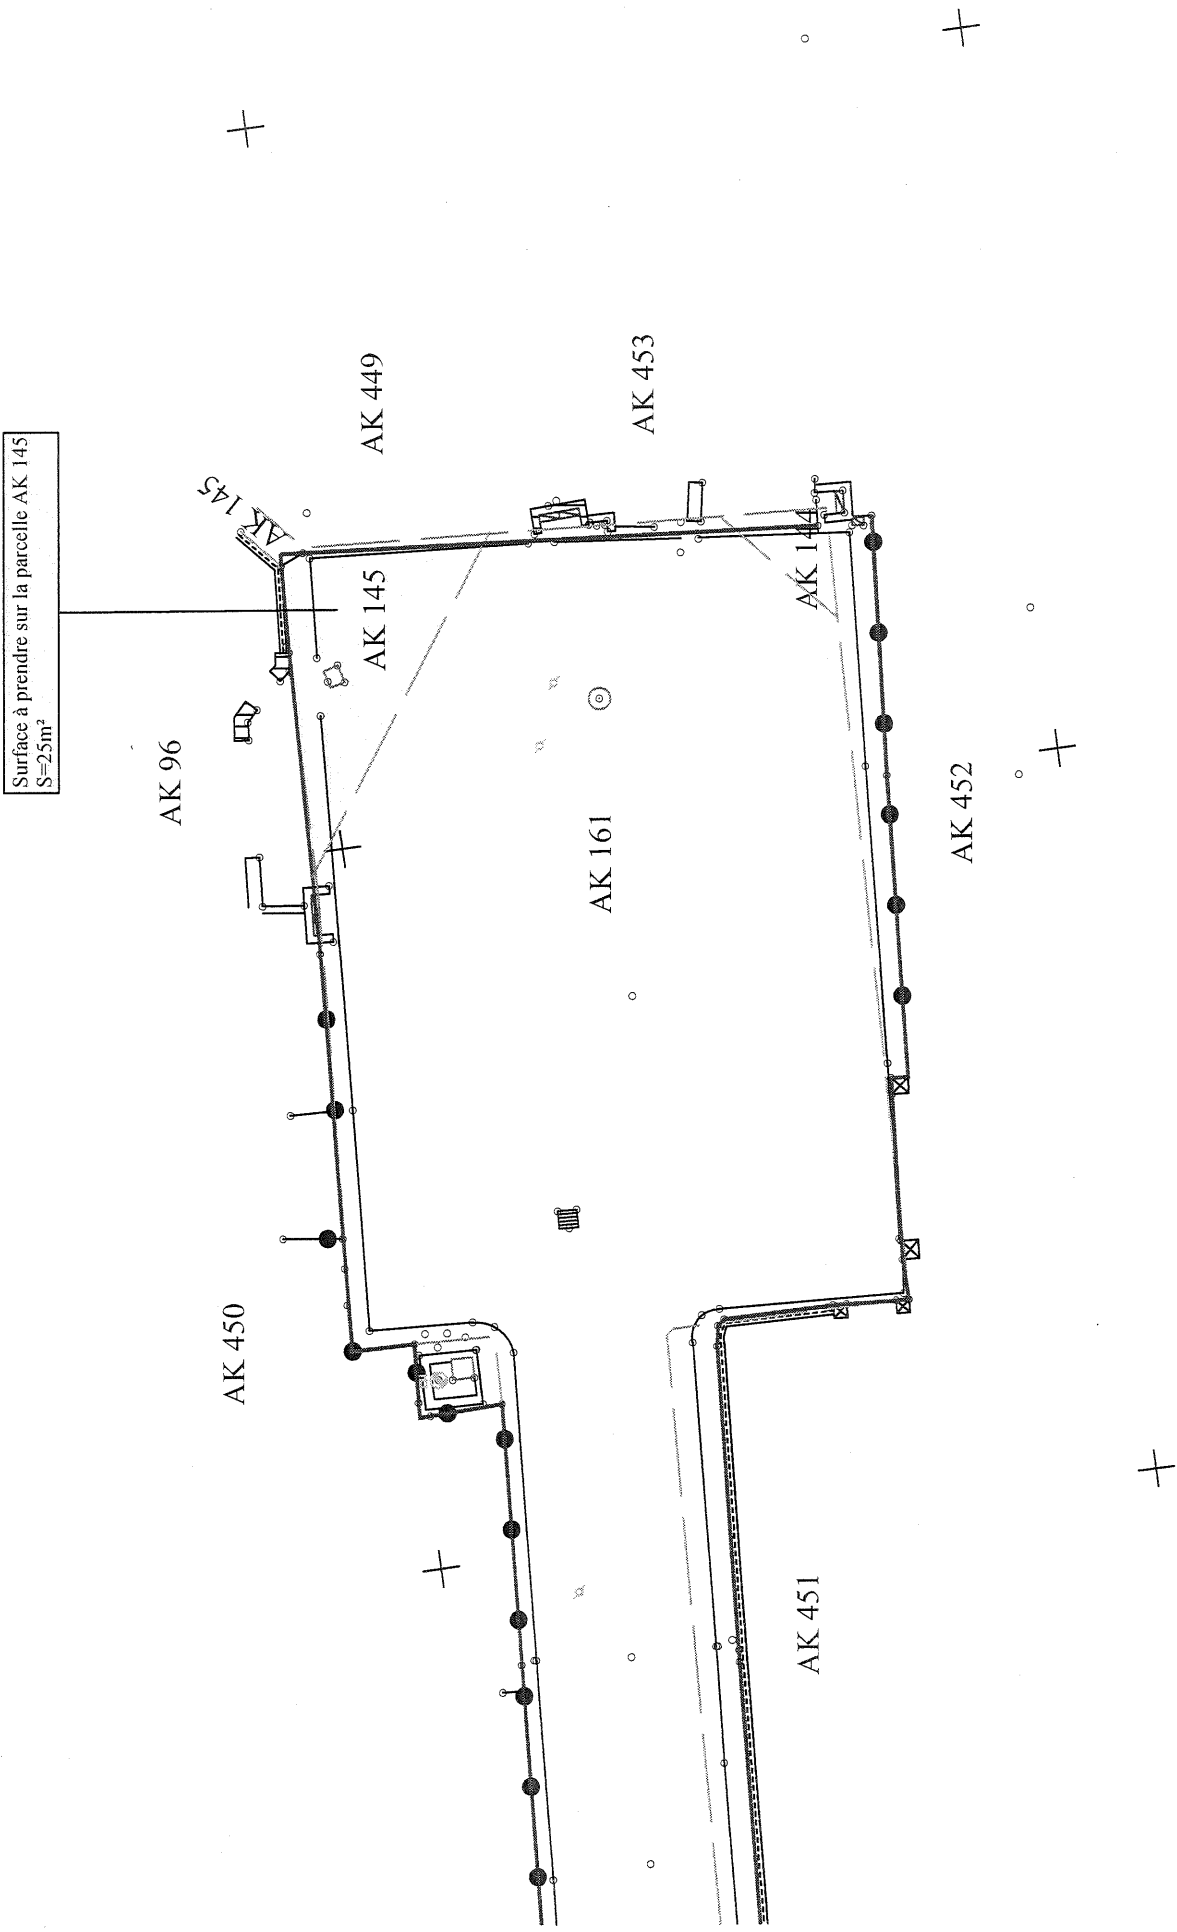 Surface à prendre sur la parcelle AK 145
S=25m²
AK 145
AK 449
AK 453
AK 145
AK 144
AK 96
AK 161
AK 452
AK 450
AK 451